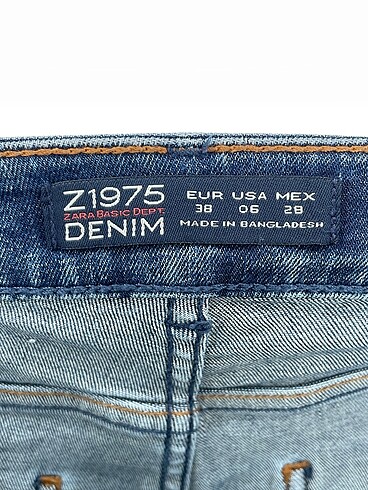 Z1975
ZARA BASIC DEPT.
DENIM
EUR USA MEX
38 06 28
MADE IN BANGLADESH